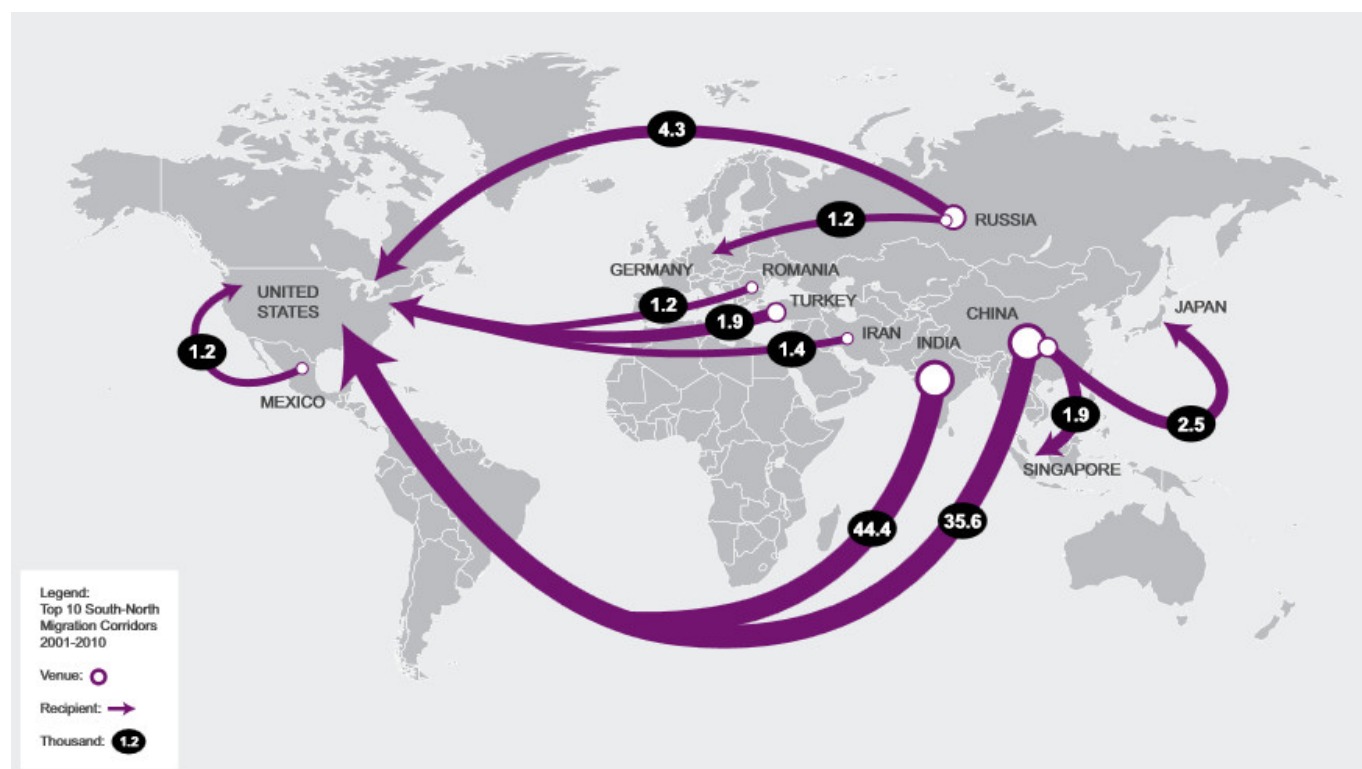 4.3
RUSSIA
1.2
GERMANY
ROMANIA
1.2
TURKEY
1.9
IRAN
1.4
UNITED
STATES
1.2
MEXICO
CHINA
INDIA
JAPAN
1.9
2.5
SINGAPORE
44.4
35.6
Legend:
Top 10 South-North
Migration Corridors
2001-2010
Venue:
Recipient:
Thousand: 1.2